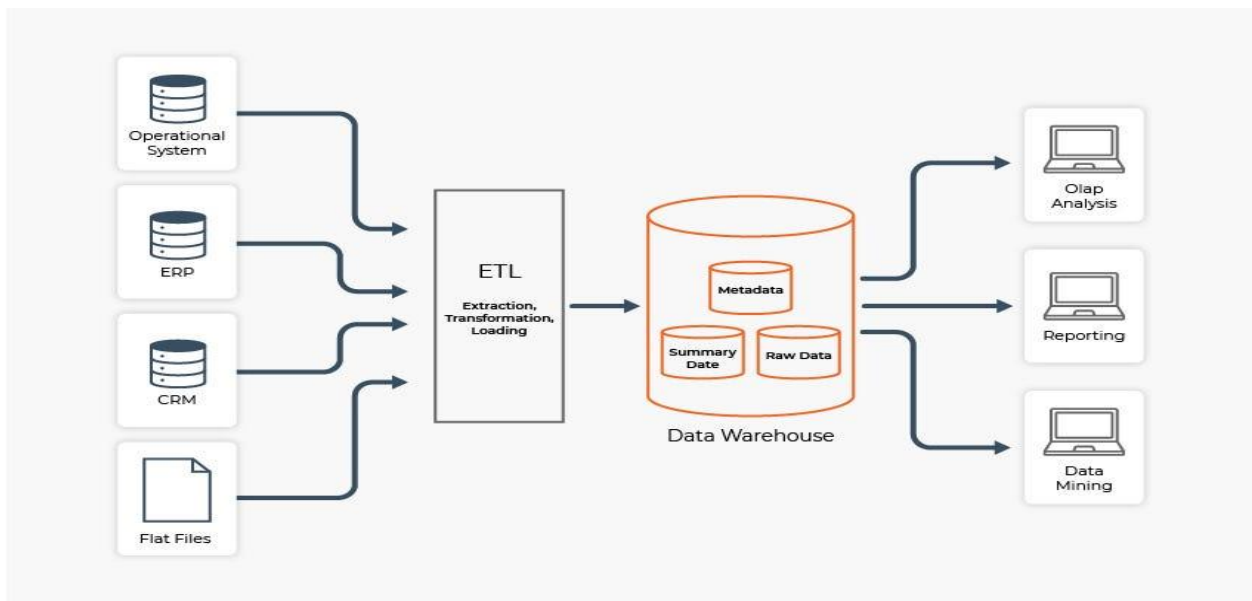 Operational
System
ERP
CRM
Flat Files
ETL
Extraction,
Transformation,
Loading
Metadata
Summary
Date
Raw Data
Data Warehouse
Olap
Analysis
Reporting
Data
Mining